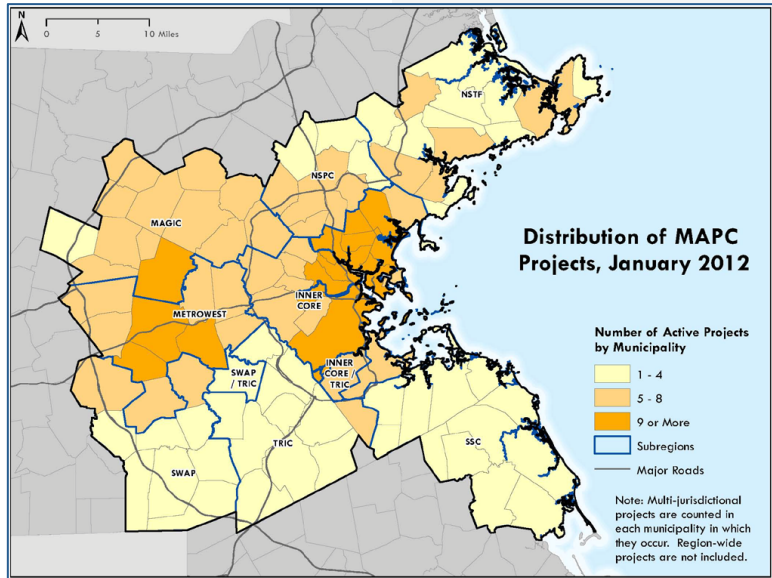 N
0
5
10 Miles
NSTF
NSPC
MAGIC
Distribution of MAPC
Projects, January 2012
INNER
CORE
METROWEST
Number of Active Projects
by Municipality
INNER
CORE /
TRIC
SWAP
/ TRIC
1 - 4
5 - 8
9 or More
SSC
TRIC
Subregions
SWAP
Major Roads
Note: Multi-jurisdictional
projects are counted in
each municipality in which
they occur. Region-wide
projects are not included.